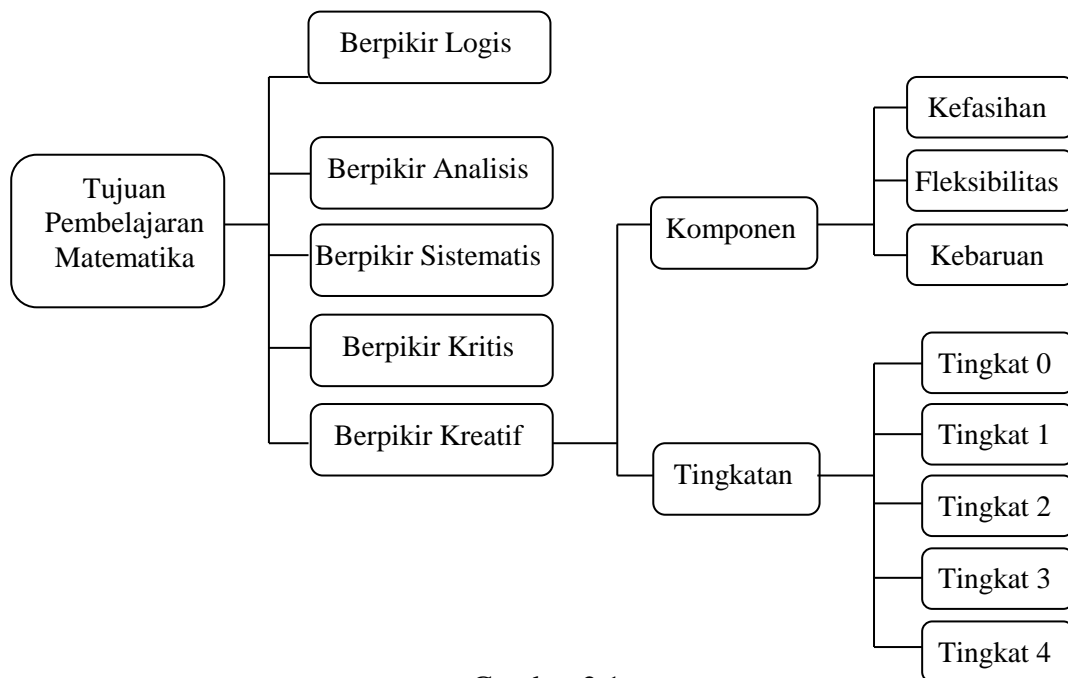 Berpikir Logis
Kefasihan
Berpikir Analisis
Tujuan
Pembelajaran
Matematika
Fleksibilitas
Komponen
Berpikir Sistematis
Kebaruan
Berpikir Kritis
Tingkat 0
Berpikir Kreatif
Tingkat 1
Tingkatan
Tingkat 2
Tingkat 3
Tingkat 4